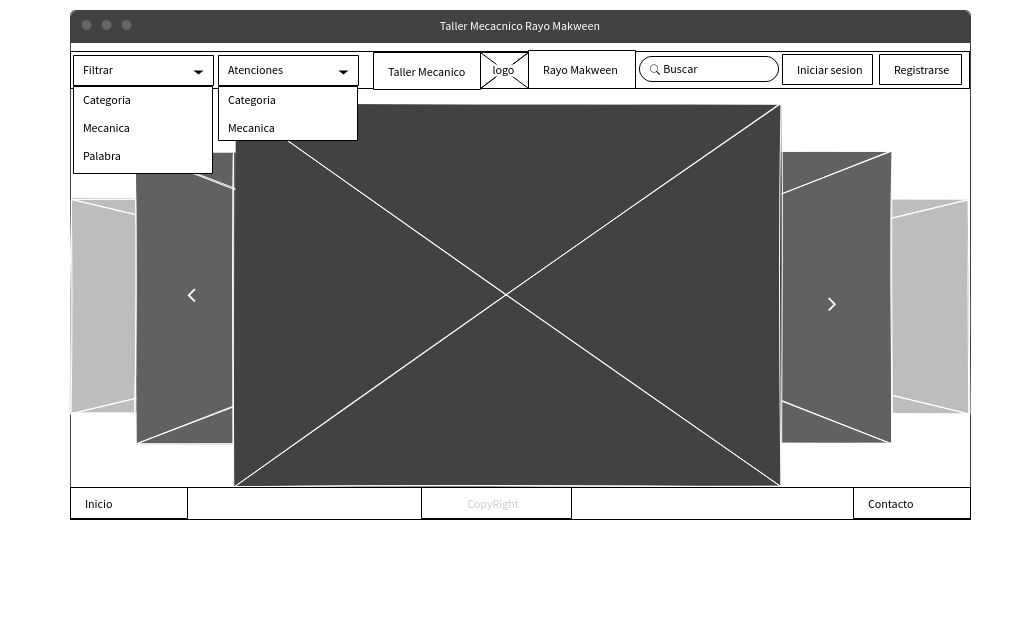 Taller Mecacnico Rayo Makween
Filtrar
Atenciones
Taller Mecanico
logo
Rayo Makween
Buscar
Iniciar sesion
Registrarse
Categoria
Mecanica
Palabra
Categoria
Mecanica
Inicio
CopyRight
Contacto